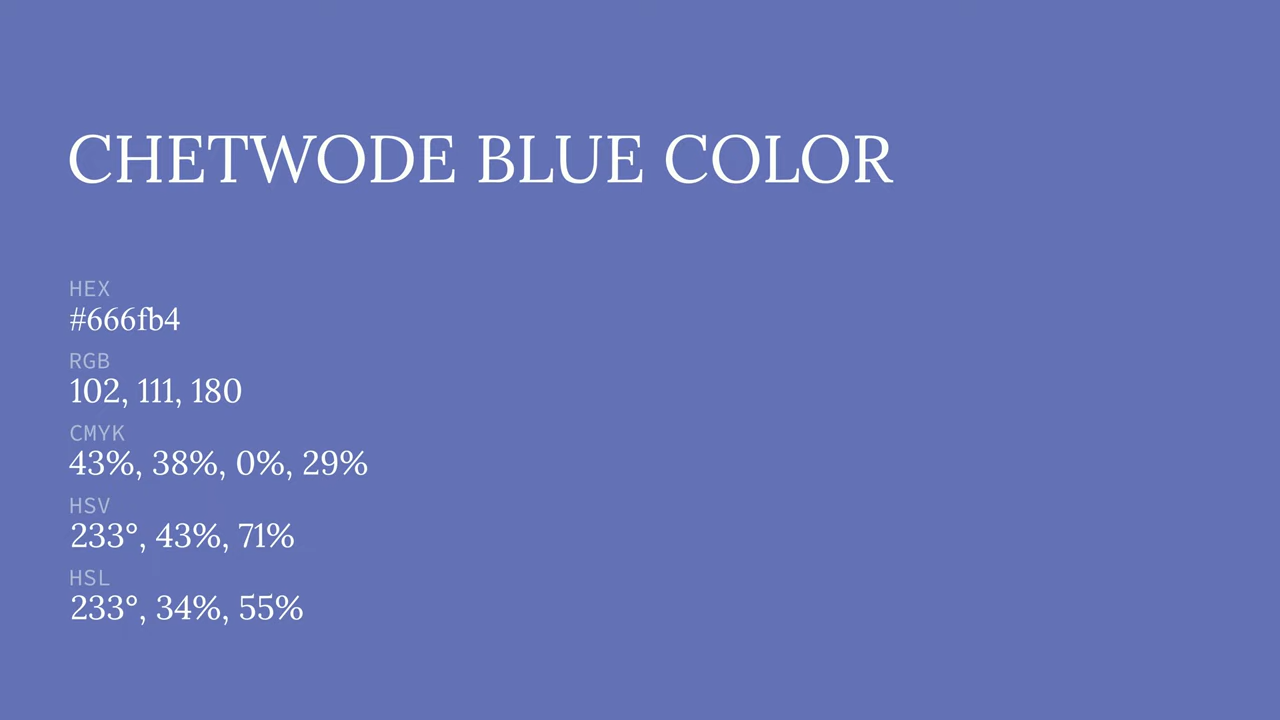 CHETWODE BLUE COLOR
HEX
#666fb4
RGB
102, 111, 180
CMYK
43%, 38%, 0%, 29%
HSV
233°, 43%, 71%
HSL
233°, 34%, 55%